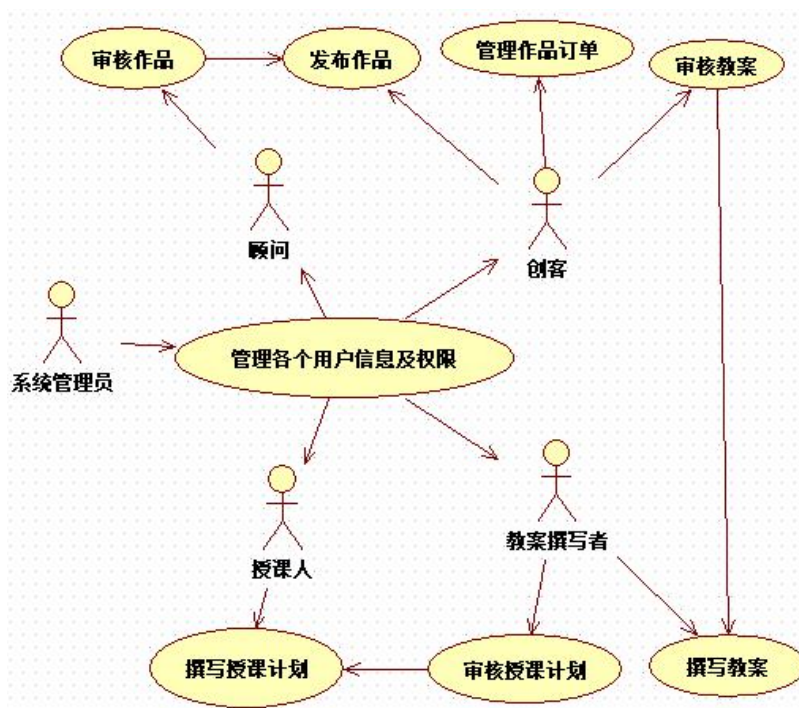 审核作品
发布作品
管理作品订单
审核教案
顾问
创客
管理各个用户信息及权限
系统管理员
授课人
教案撰写者
撰写授课计划
审核授课计划
撰写教案